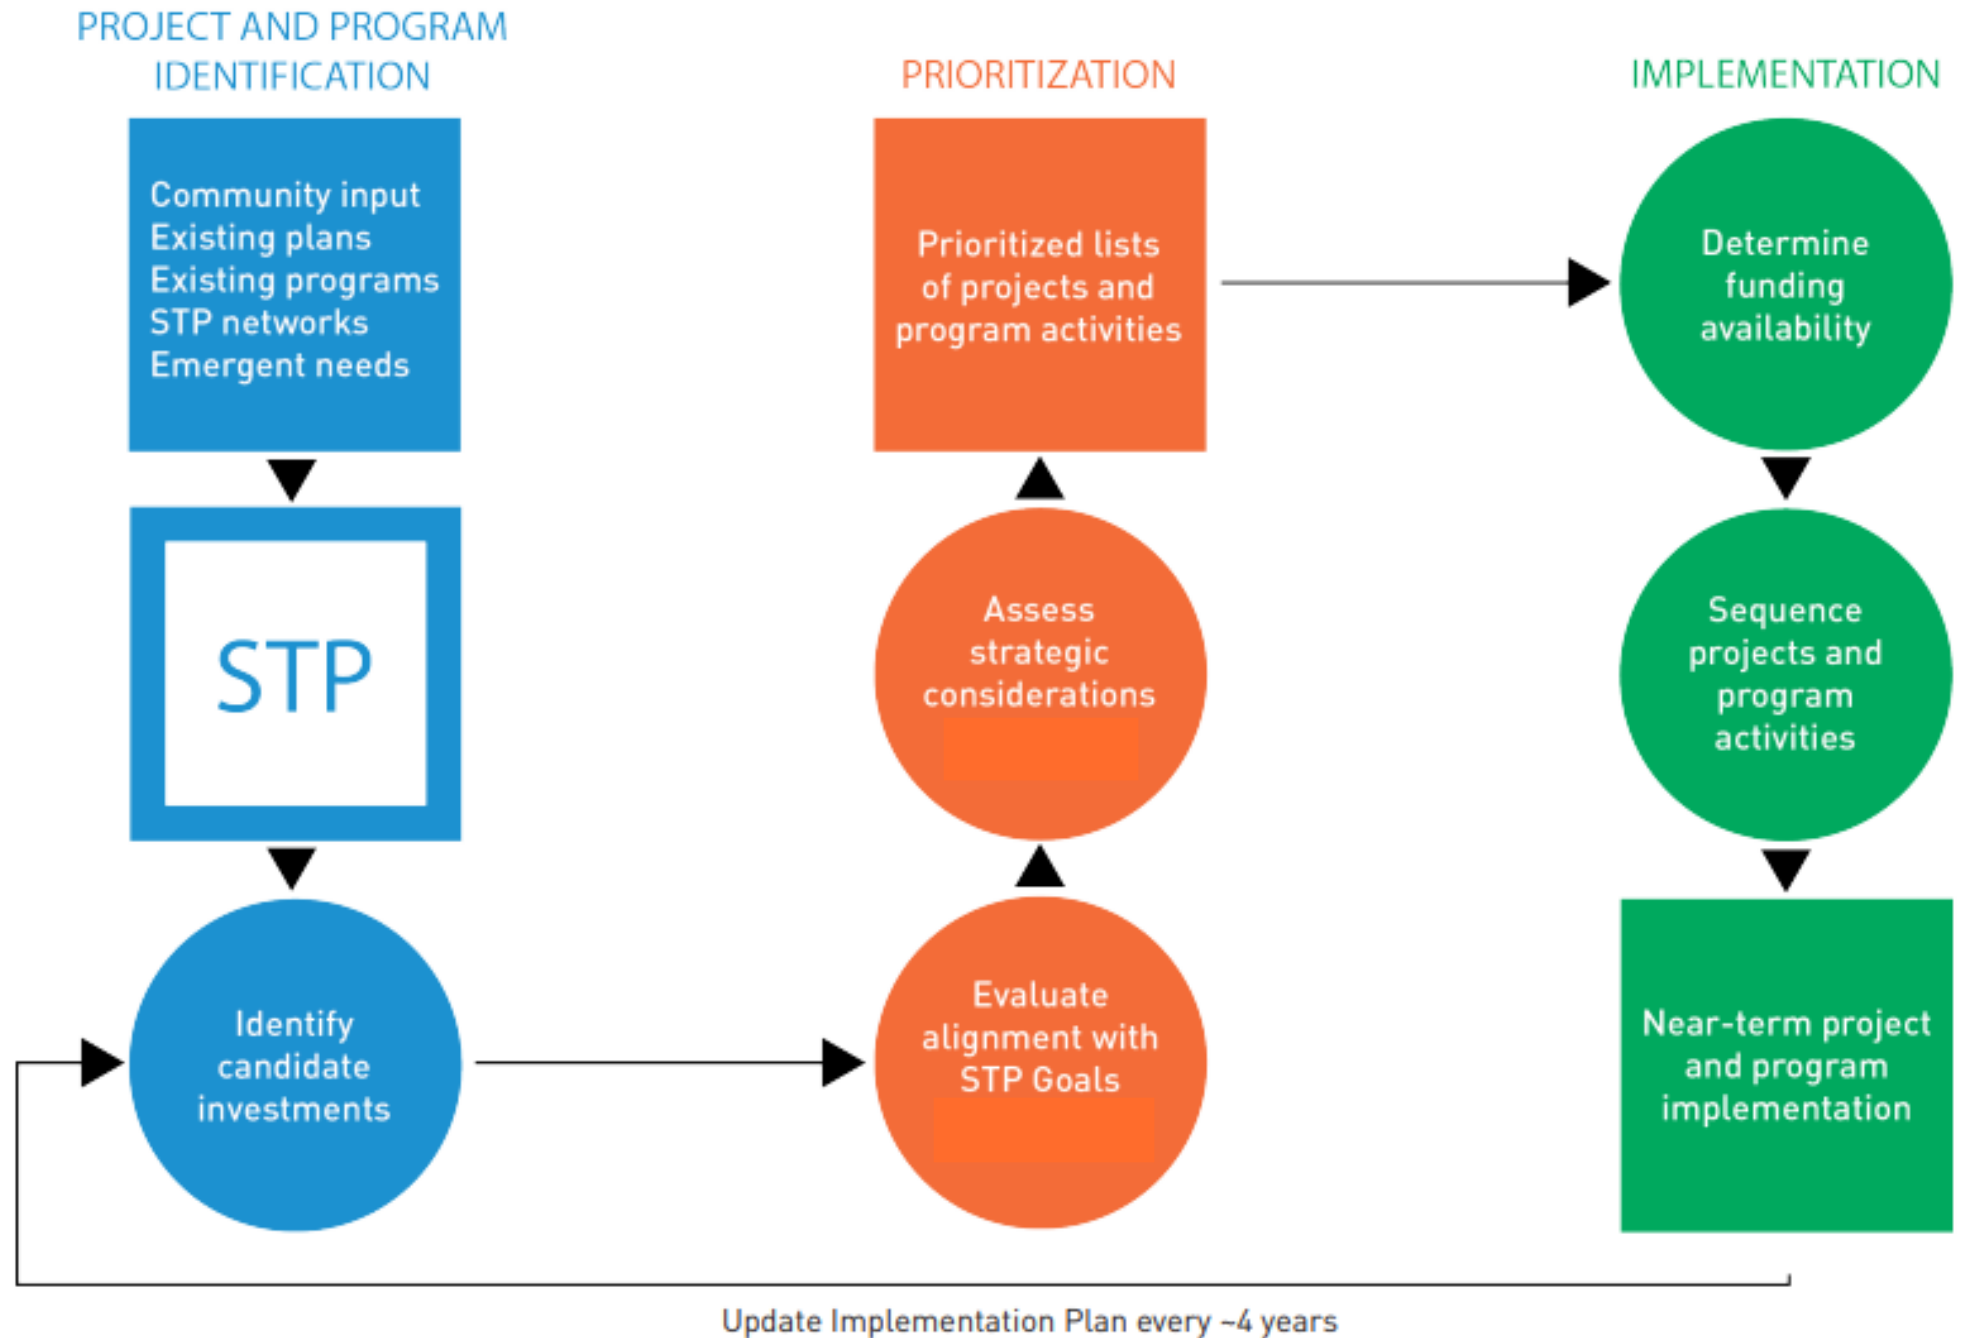 PROJECT AND PROGRAM
IDENTIFICATION
Community input
Existing plans
Existing programs
STP networks
Emergent needs
STP
Identify
candidate
investments
PRIORITIZATION
Prioritized lists
of projects and
program activities
Assess
strategic
considerations
Evaluate
alignment with
STP Goals
IMPLEMENTATION
Determine
funding
availability
Sequence
projects and
program
activities
Near-term project
and program
implementation
Update Implementation Plan every ~4 years